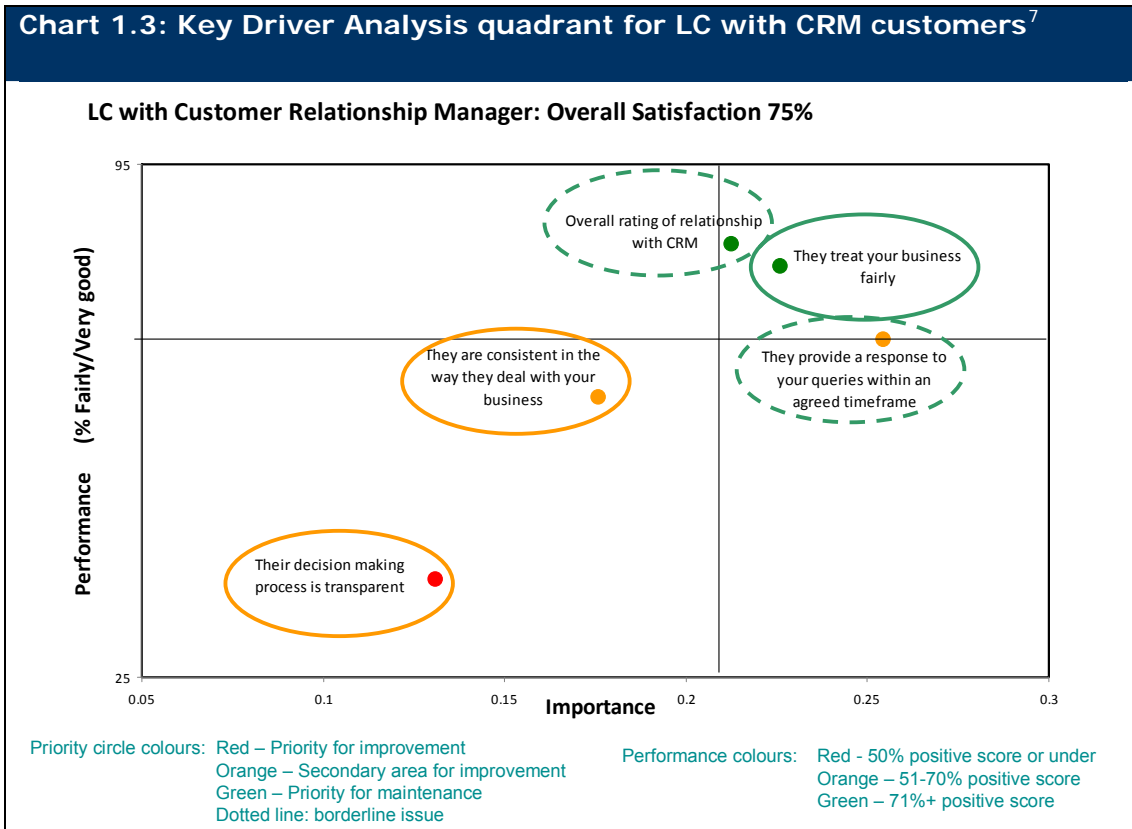 Chart 1.3: Key Driver Analysis quadrant for LC with CRM customers7
LC with Customer Relationship Manager: Overall Satisfaction 75%
95
Overall rating of relationship
with CRM
They treat your business
fairly
They are consistent in the
way they deal with your
business
They provide a response to
your queries within an
agreed timeframe
Performance (% Fairly/Very good)
Their decision making
process is transparent
25
0.05
0.1
0.15
0.2
0.25
0.3
Importance
Priority circle colours: Red – Priority for improvement
Orange – Secondary area for improvement
Green – Priority for maintenance
Dotted line: borderline issue
Performance colours: Red - 50% positive score or under
Orange – 51-70% positive score
Green – 71%+ positive score